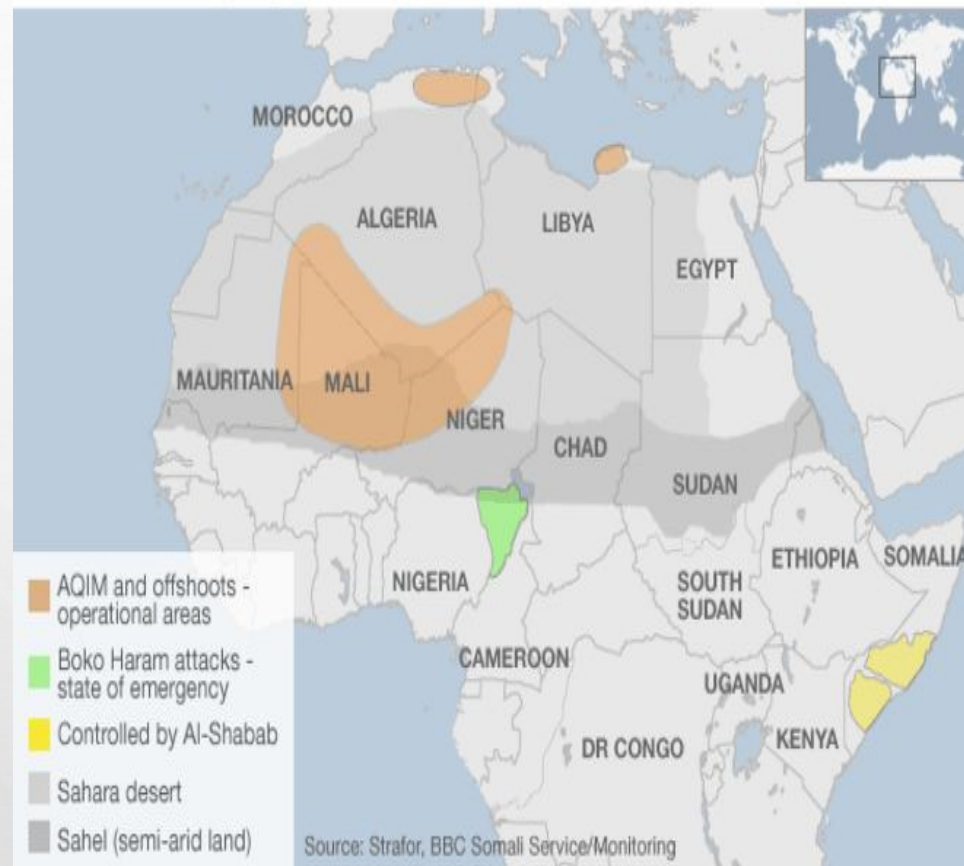 MOROCCO
ALGERIA
LIBYA
EGYPT
MAURITANIA
MALI
NIGER
CHAD
SUDAN
NIGERIA
ETHIOPIA
SOMALIA
SOUTH
SUDAN
CAMEROON
UGANDA
DR CONGO
KENYA
AQIM and offshoots -
operational areas
Boko Haram attacks -
state of emergency
Controlled by Al-Shabab
Sahara desert
Sahel (semi-arid land)
Source: Strafor, BBC Somali Service/Monitoring